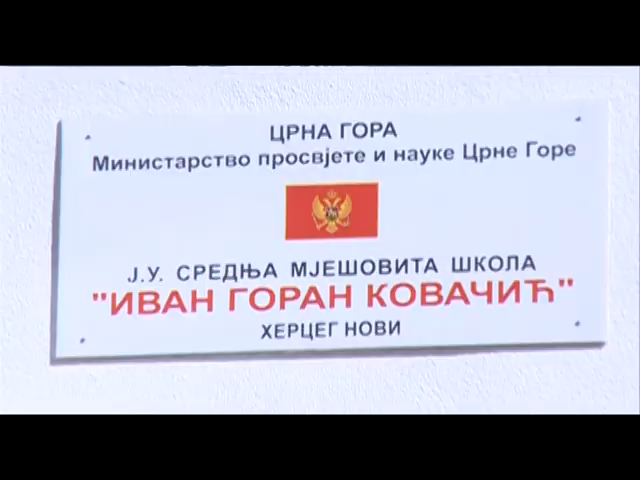 ЦРНА ГОРА
Министарство просвјете и науке Црне Горе
Ј.У. СРЕДЊА МЈЕШОВИТА ШКОЛА
"ИВАН ГОРАН КОВАЧИЋ"
ХЕРЦЕГ НОВИ